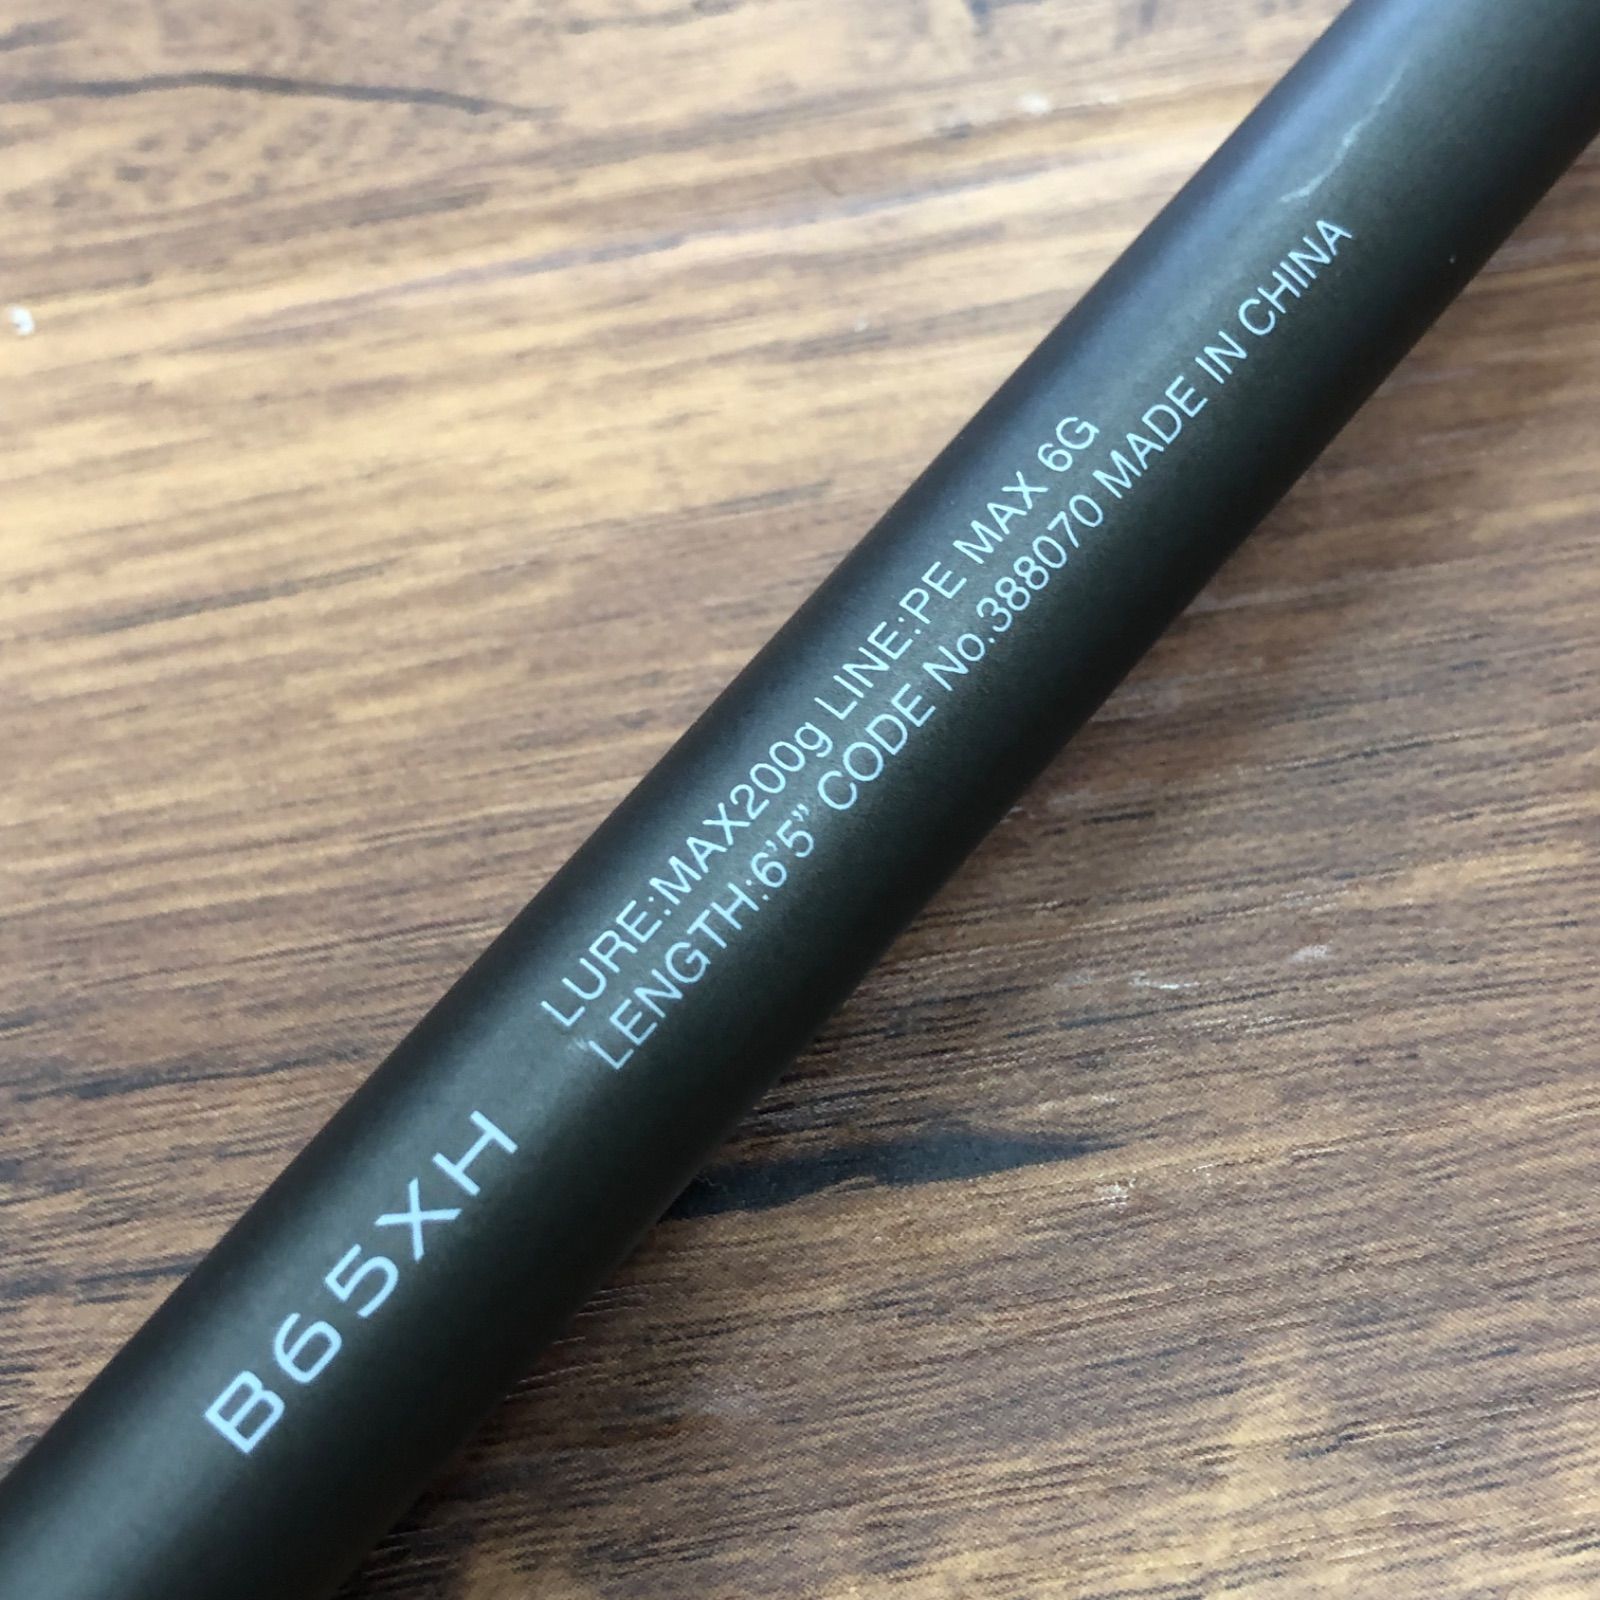 B65XH
LURE:MAX200g LINE:PE MAX 6G
LENGTH:6'5” CODE No.388070 MADE IN CHINA